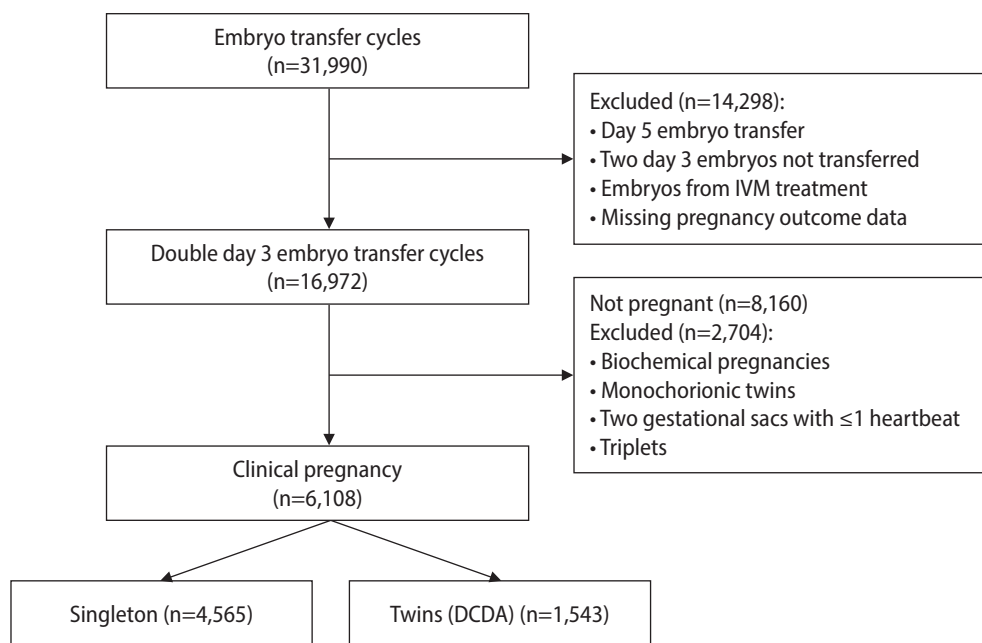 Embryo transfer cycles
(n=31,990)
Excluded (n=14,298):
• Day 5 embryo transfer
• Two day 3 embryos not transferred
• Embryos from IVM treatment
• Missing pregnancy outcome data
Double day 3 embryo transfer cycles
(n=16,972)
Not pregnant (n=8,160)
Excluded (n=2,704):
• Biochemical pregnancies
• Monochorionic twins
• Two gestational sacs with ≤1 heartbeat
• Triplets
Clinical pregnancy
(n=6,108)
Singleton (n=4,565)
Twins (DCDA) (n=1,543)